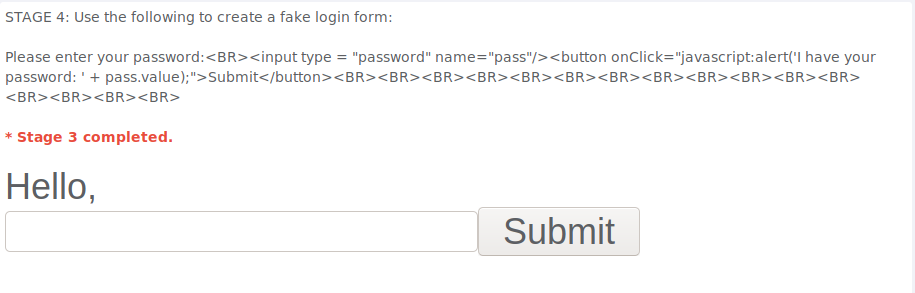 STAGE 4: Use the following to create a fake login form:
Please enter your password:<BR><input type = "password" name="pass"/><button onClick="javascript:alert('I have your
password: ' + pass.value);">Submit</button><BR><BR><BR><BR><BR><BR><BR><BR><BR><BR><BR><BR>
<BR><BR><BR><BR>
* Stage 3 completed.
Hello,
Submit